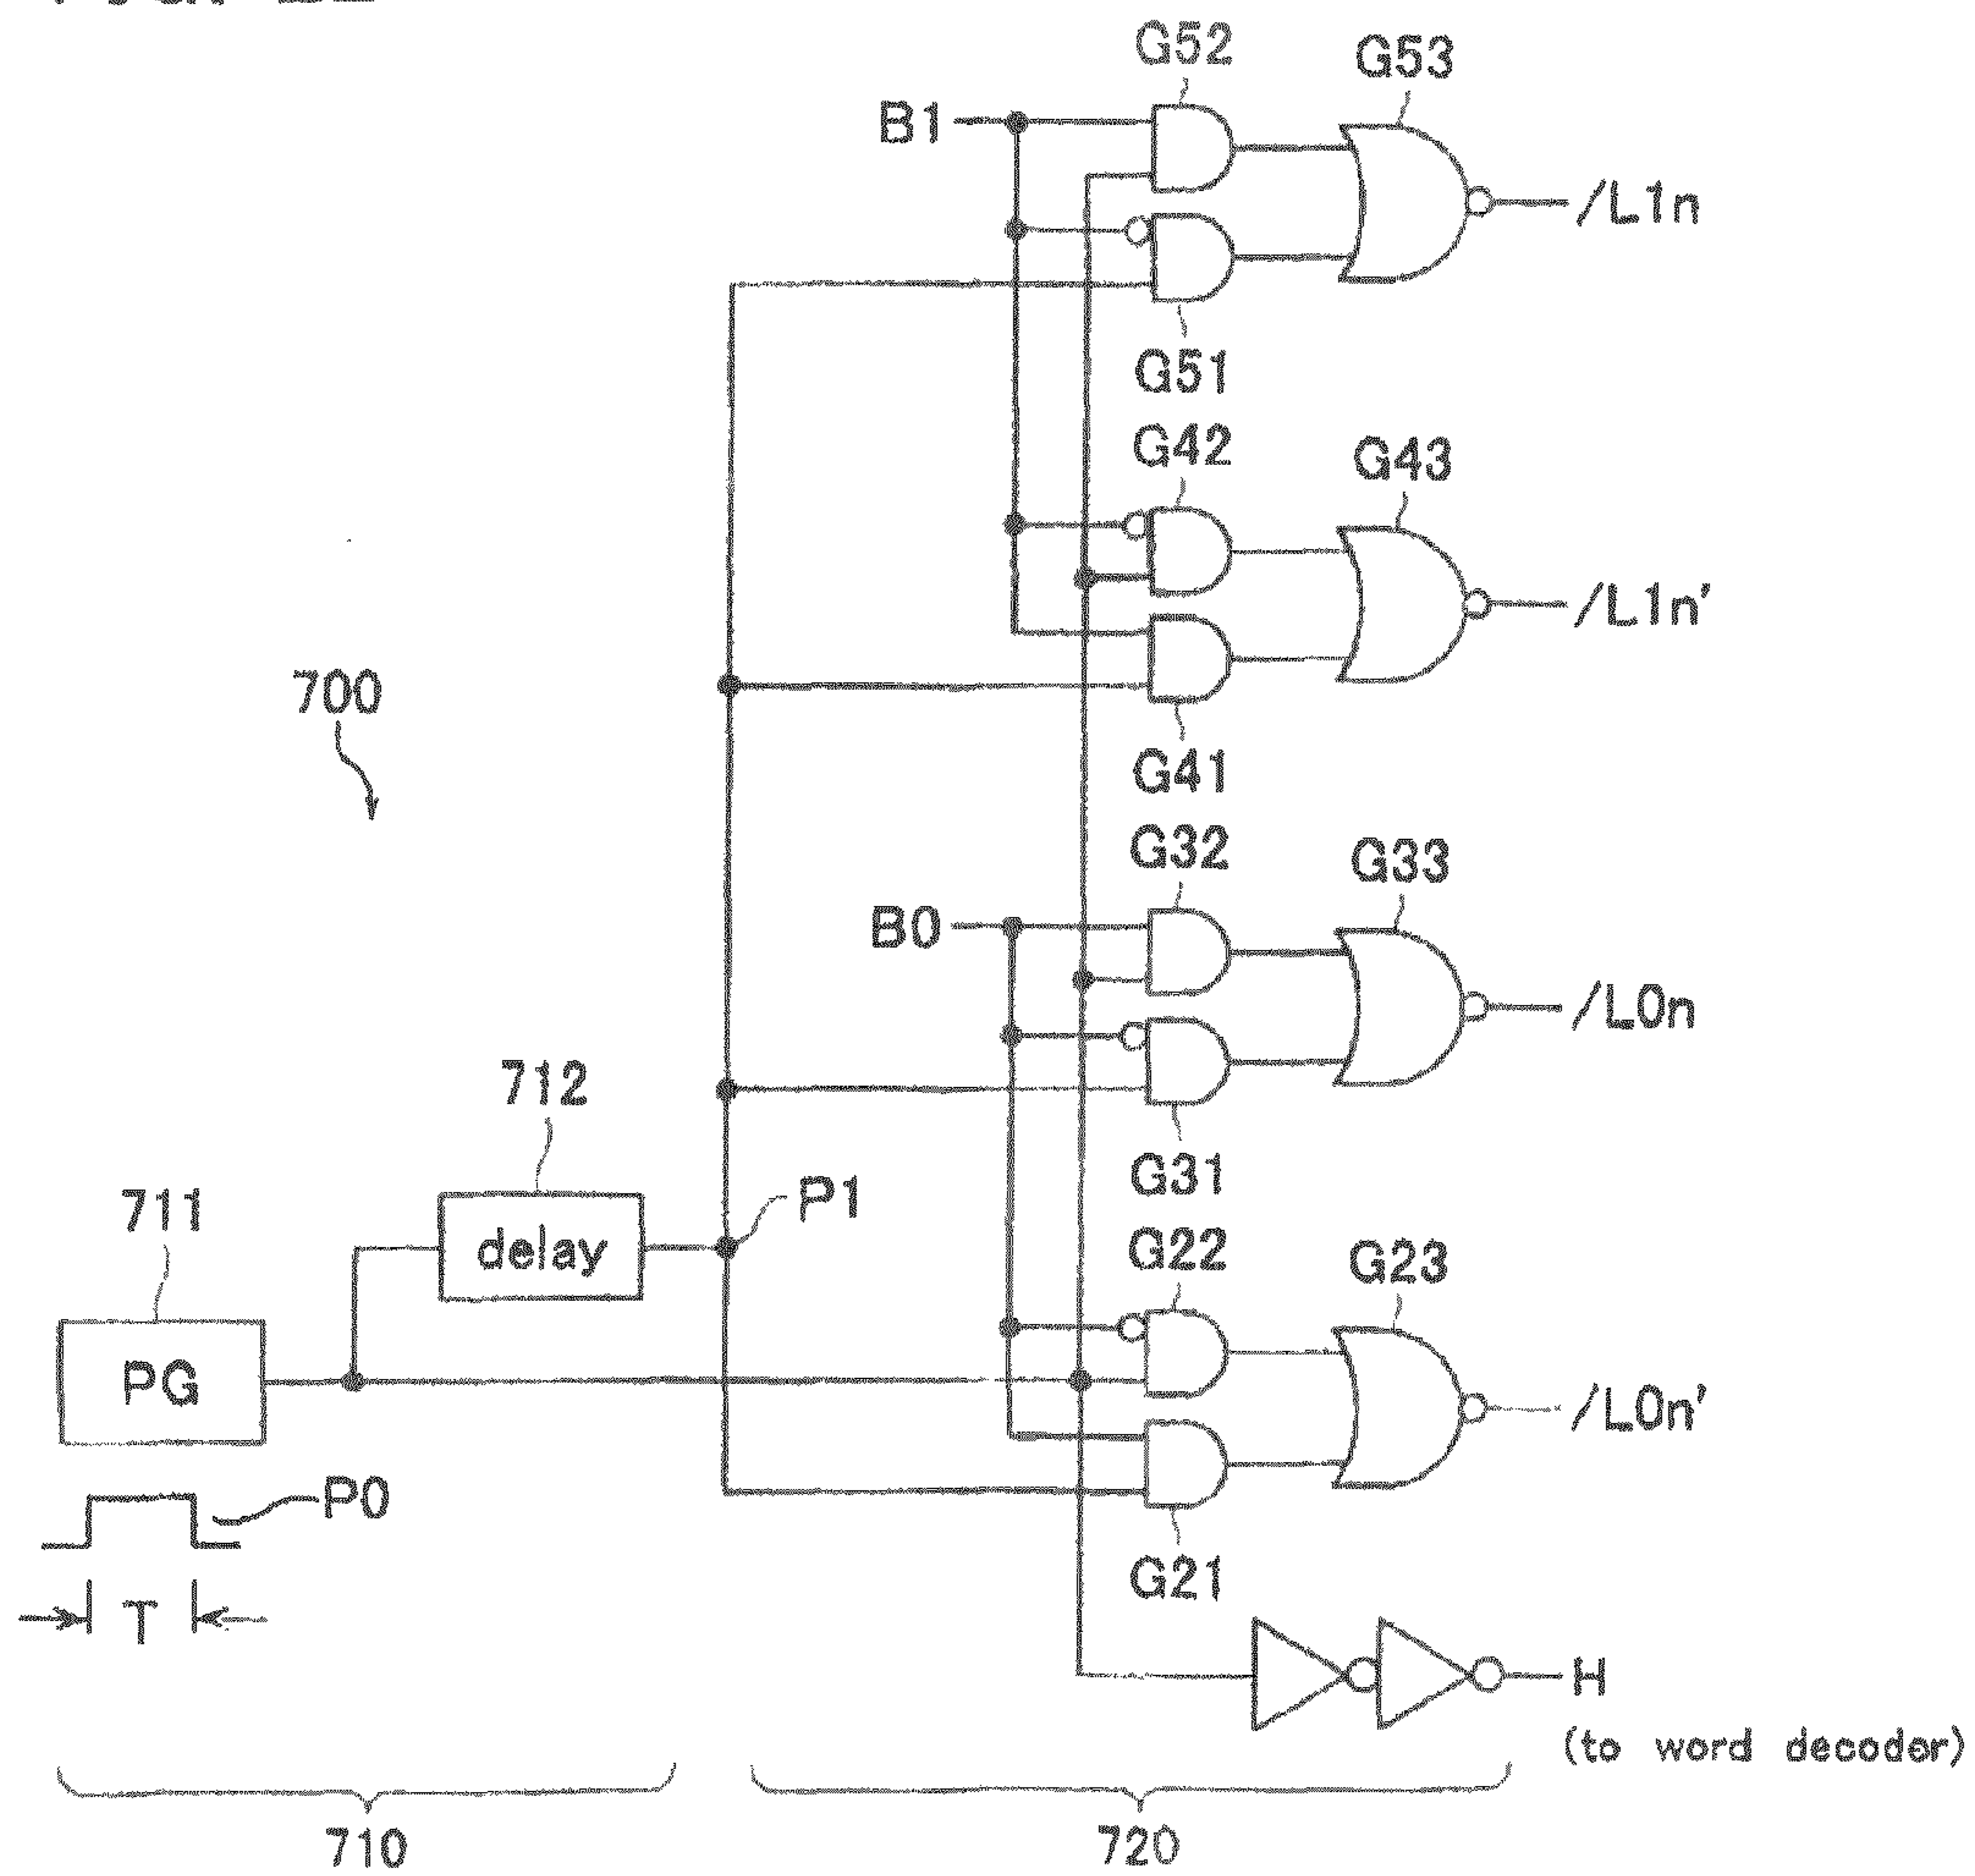 G52
G53
B1
/L1n
G51
G42
G43
/L1n'
700
G41
G32
G33
B0
/L0n
712
G31
711
delay
P1
G22
G23
PG
/L0n'
P0
G21
T
H
(to word decoder)
710
720